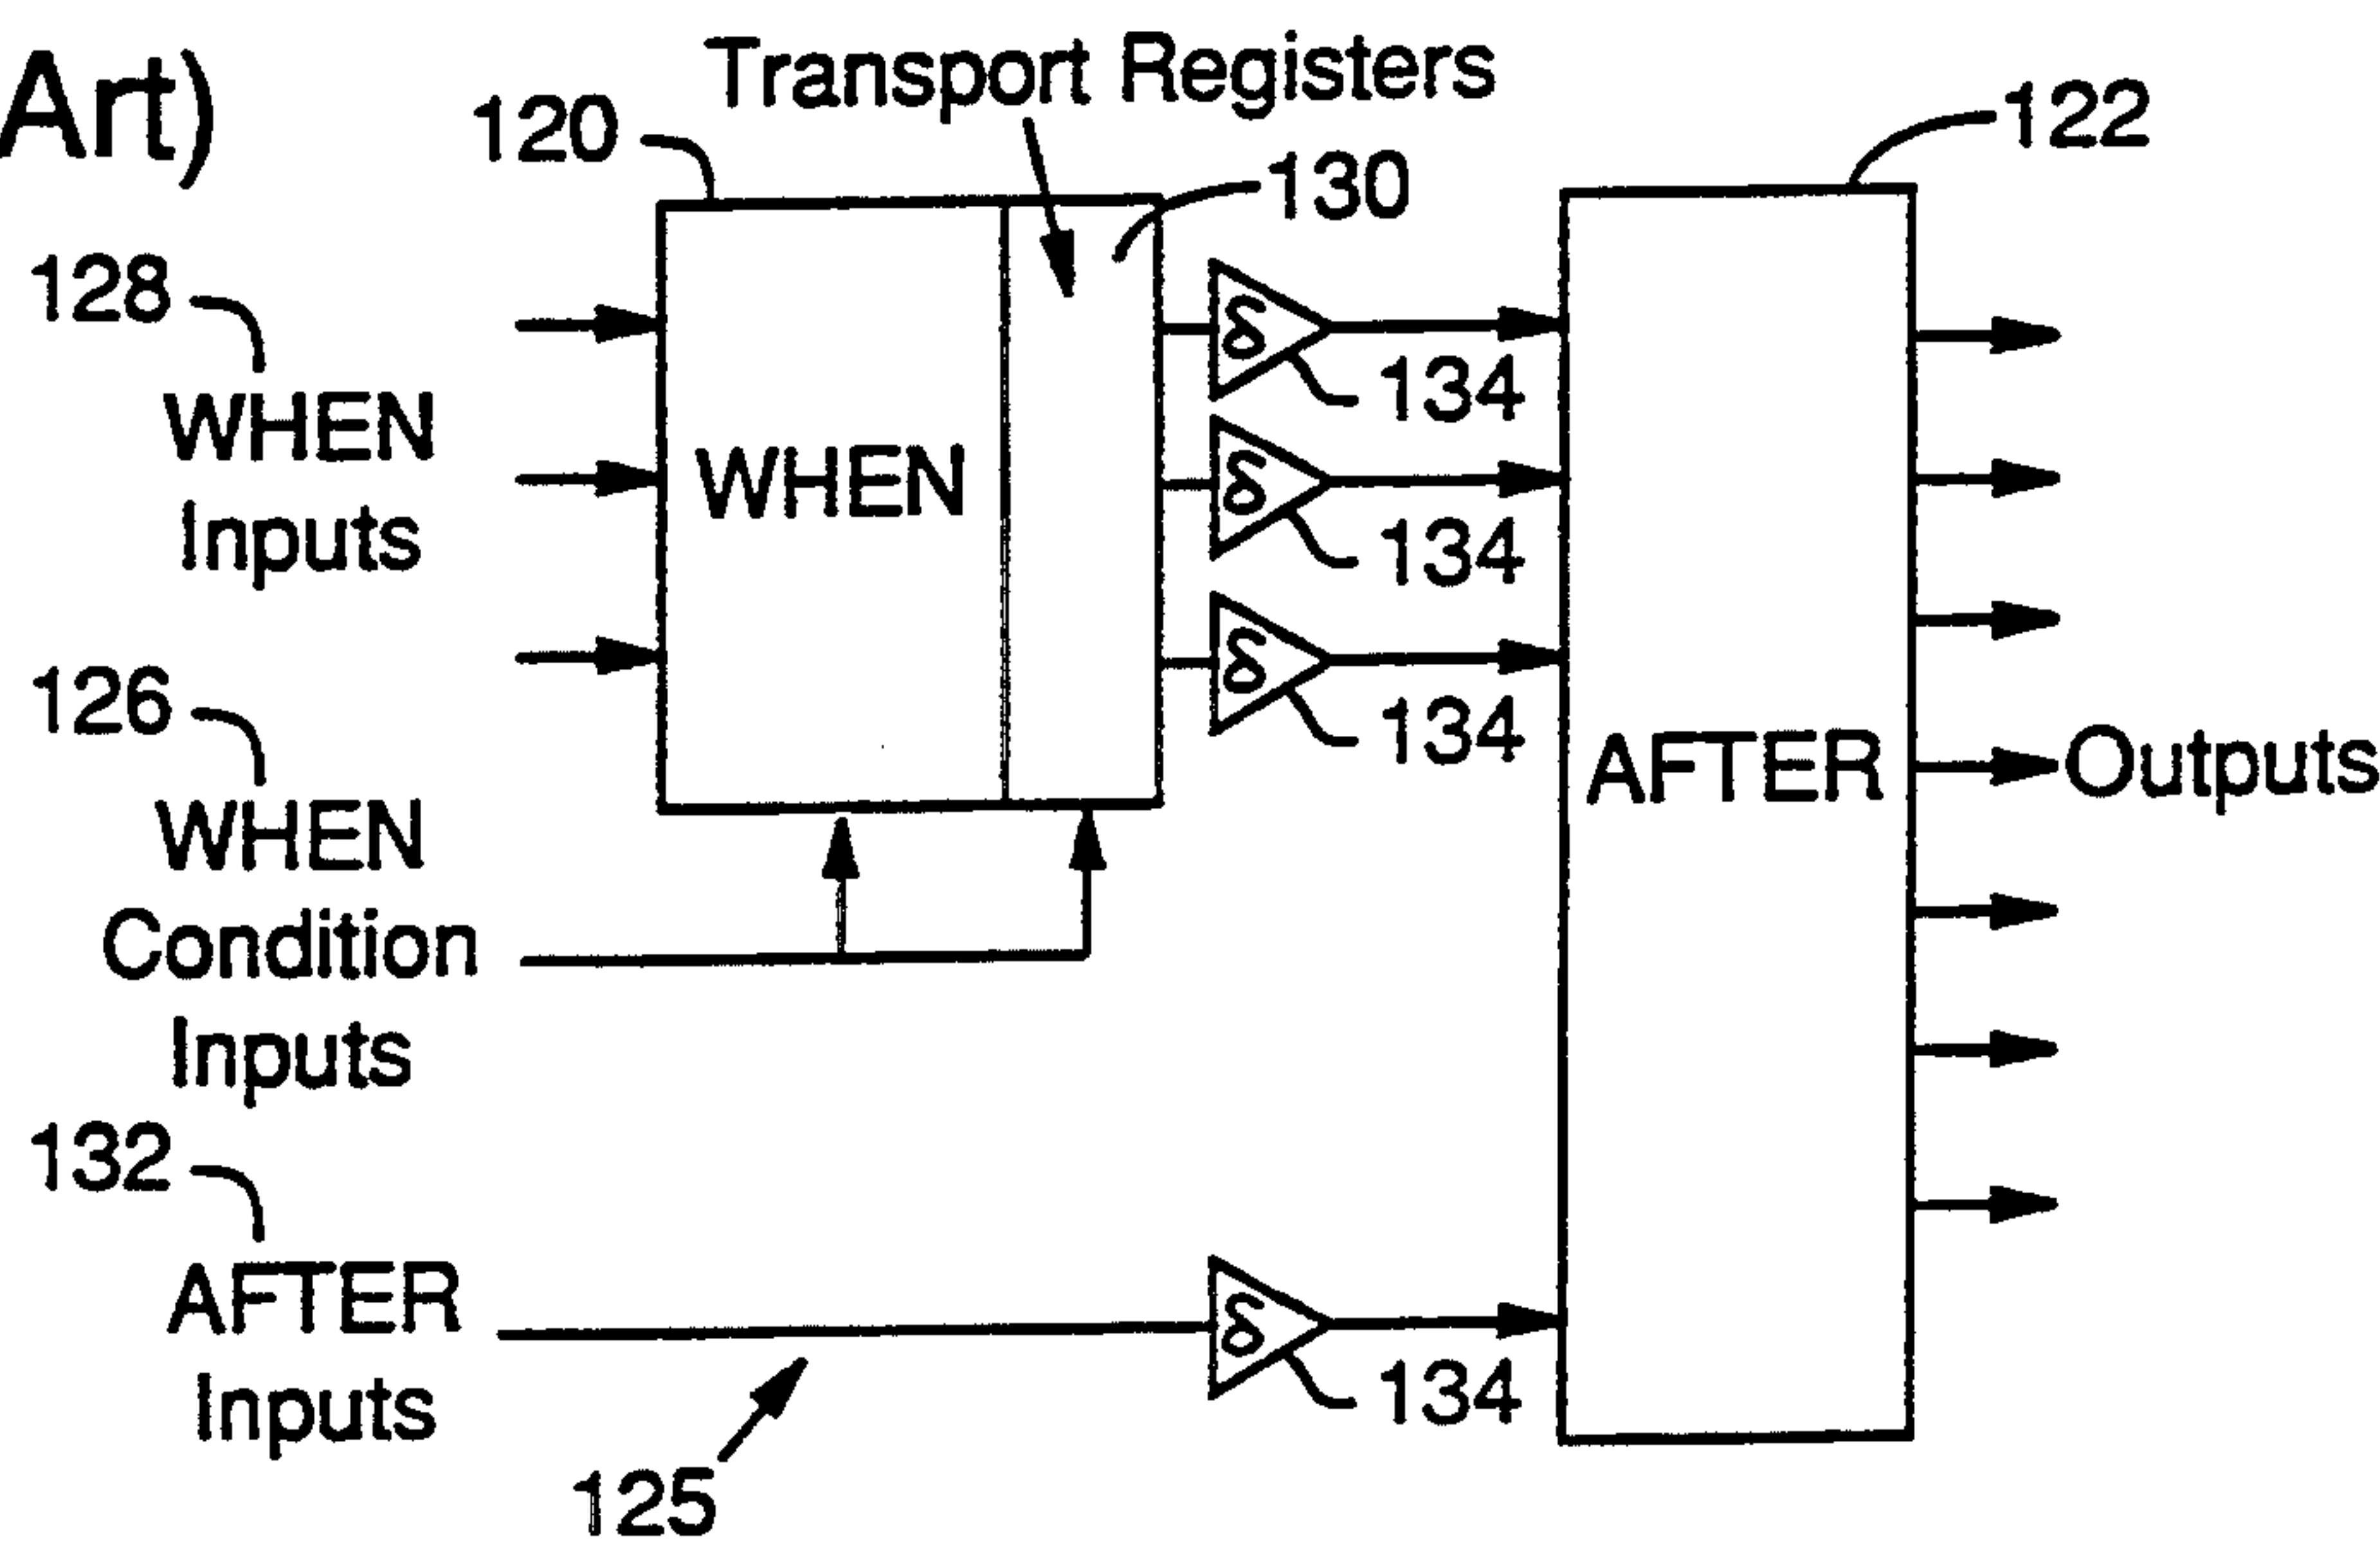 Art)
Transport Registers
120
122
130
128
WHEN
Inputs
WHEN
134
134
134
126
WHEN
Condition
Inputs
AFTER
Outputs
132
AFTER
Inputs
δ
δ
δ
δ
134
125